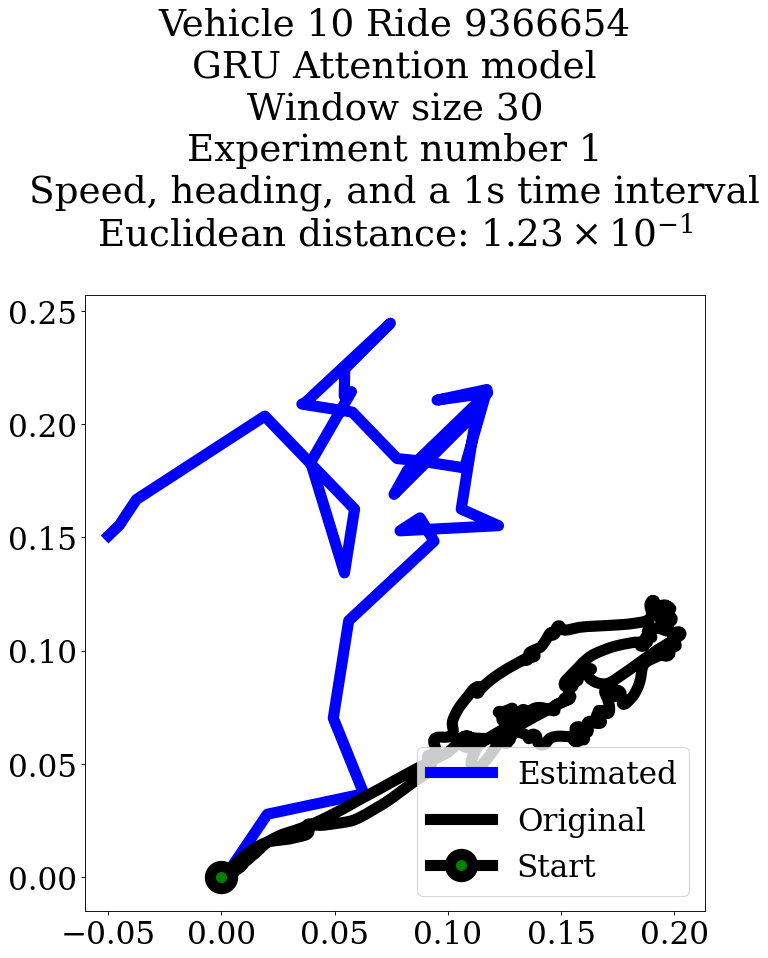 Vehicle 10 Ride 9366654
GRU Attention model
Window size 30
Experiment number 1
Speed, heading, and a 1s time interval
Euclidean distance: 1.23 × 10⁻¹
0.25
0.20
0.15
0.10
0.05
0.00
Estimated
Original
Start
−0.05 0.00 0.05 0.10 0.15 0.20